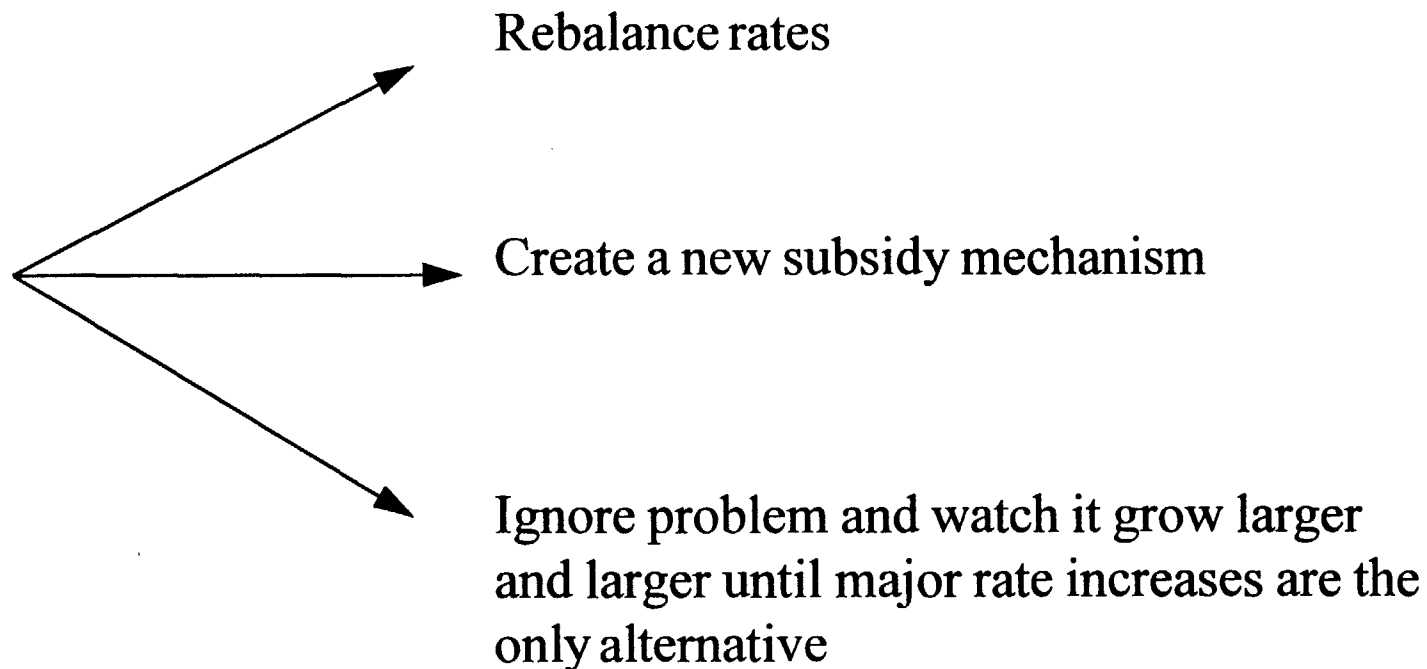 Rebalance rates
Create a new subsidy mechanism
Ignore problem and watch it grow larger
and larger until major rate increases are the
only alternative